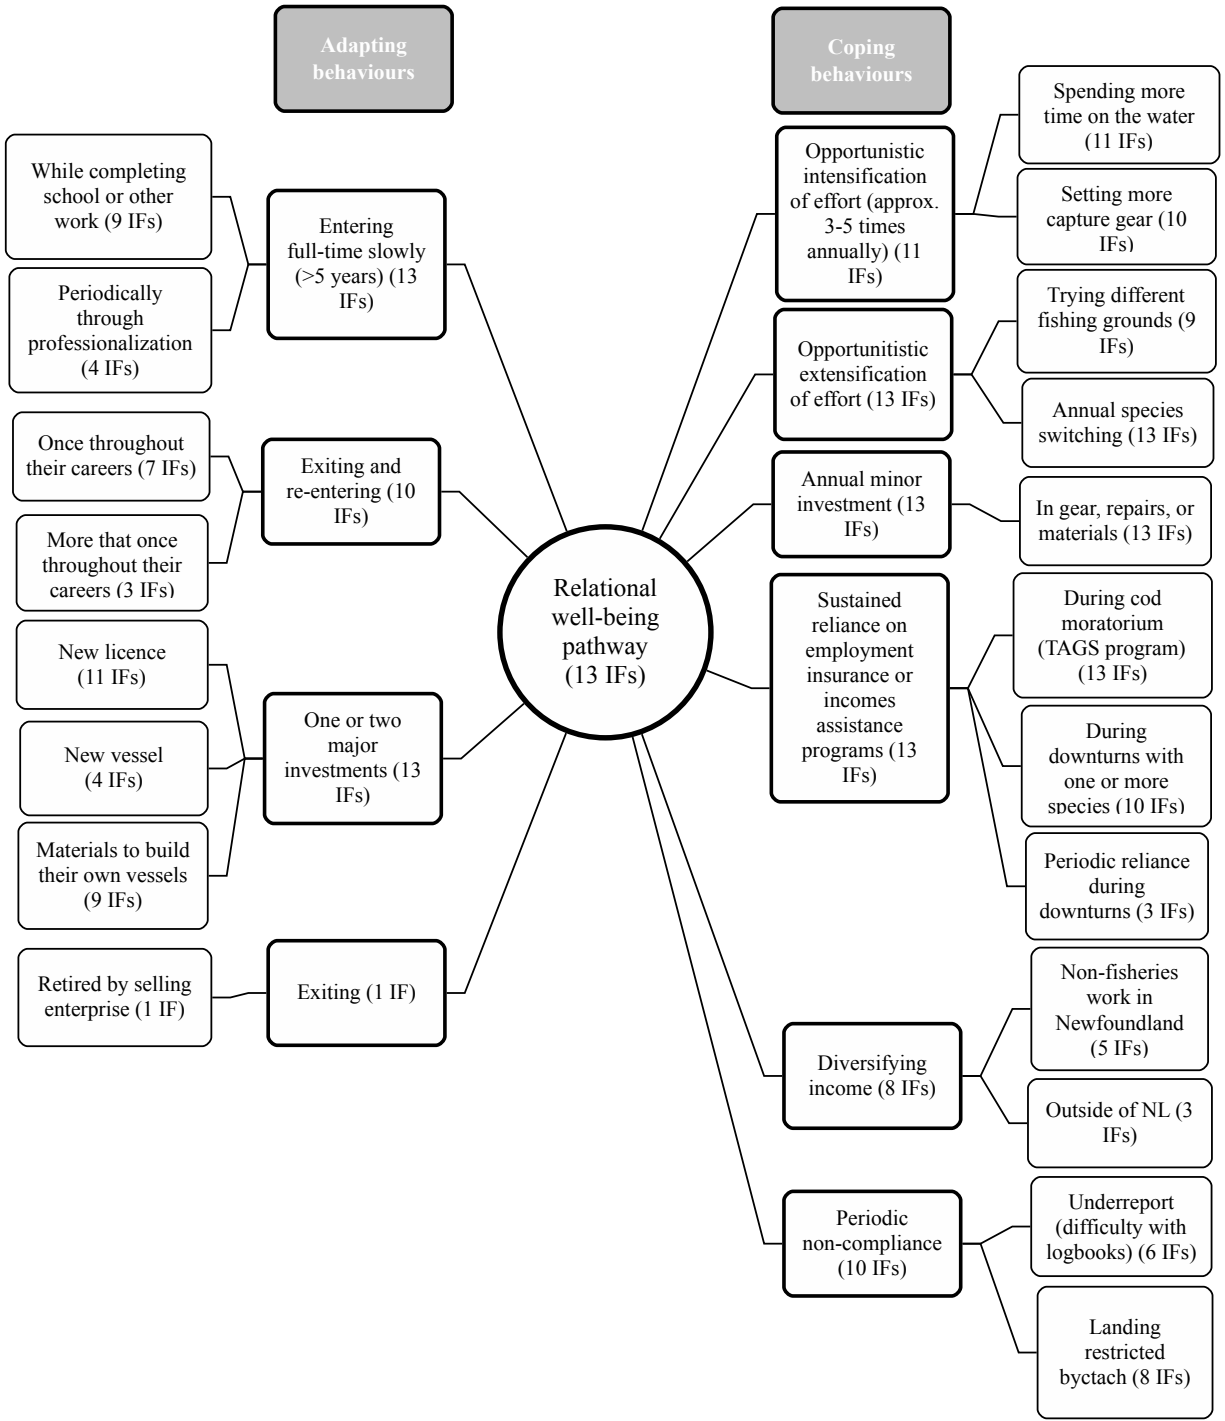 Adapting
behaviours
While completing
school or other
work (9 IFs)
Periodically
through
professionalization
(4 IFs)
Entering
full-time slowly
(>5 years) (13
IFs)
Once throughout
their careers (7 IFs)
More that once
throughout their
careers (3 IFs)
Exiting and
re-entering (10
IFs)
New licence
(11 IFs)
New vessel
(4 IFs)
Materials to build
their own vessels
(9 IFs)
One or two
major
investments (13
IFs)
Retired by selling
enterprise (1 IF)
Exiting (1 IF)
Relational
well-being
pathway
(13 IFs)
Coping
behaviours
Opportunistic
intensification
of effort (approx.
3-5 times
annually) (11
IFs)
Spending more
time on the water
(11 IFs)
Setting more
capture gear (10
IFs)
Opportunitistic
extensification
of effort (13 IFs)
Trying different
fishing grounds (9
IFs)
Annual species
switching (13 IFs)
Annual minor
investment (13
IFs)
In gear, repairs, or
materials (13 IFs)
Sustained
reliance on
employment
insurance or
incomes
assistance
programs (13
IFs)
During cod
moratorium
(TAGS program)
(13 IFs)
During
downturns with
one or more
species (10 IFs)
Periodic reliance
during
downturns (3 IFs)
Diversifying
income (8 IFs)
Non-fisheries
work in
Newfoundland
(5 IFs)
Outside of NL (3
IFs)
Periodic
non-compliance
(10 IFs)
Underreport
(difficulty with
logbooks) (6 IFs)
Landing
restricted
byctach (8 IFs)